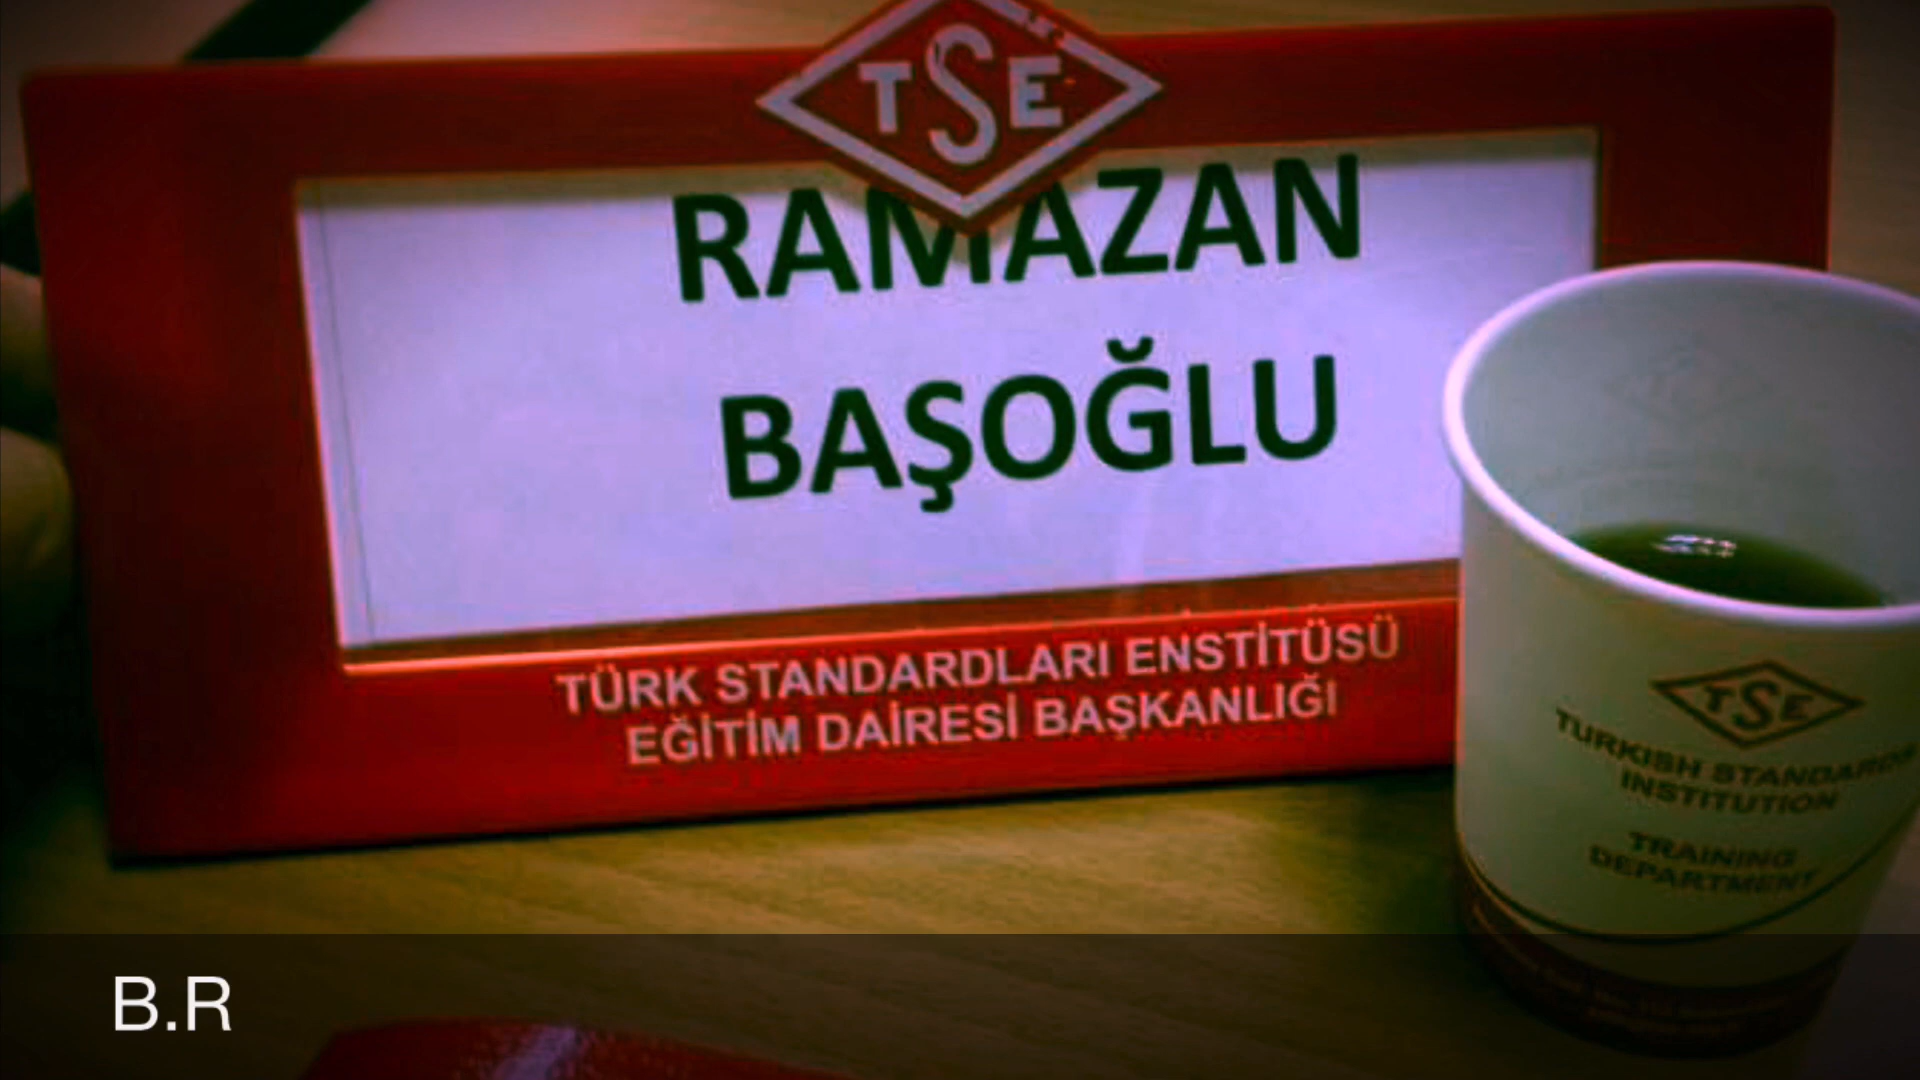 TSE
RAMAZAN
BAŞOĞLU
TÜRK STANDARDLARI ENSTİTÜSÜ
EĞİTİM DAİRESİ BAŞKANLIĞI
TSE
TURKISH STANDARDS
INSTITUTION
TRAINING
DEPARTMENT
B.R